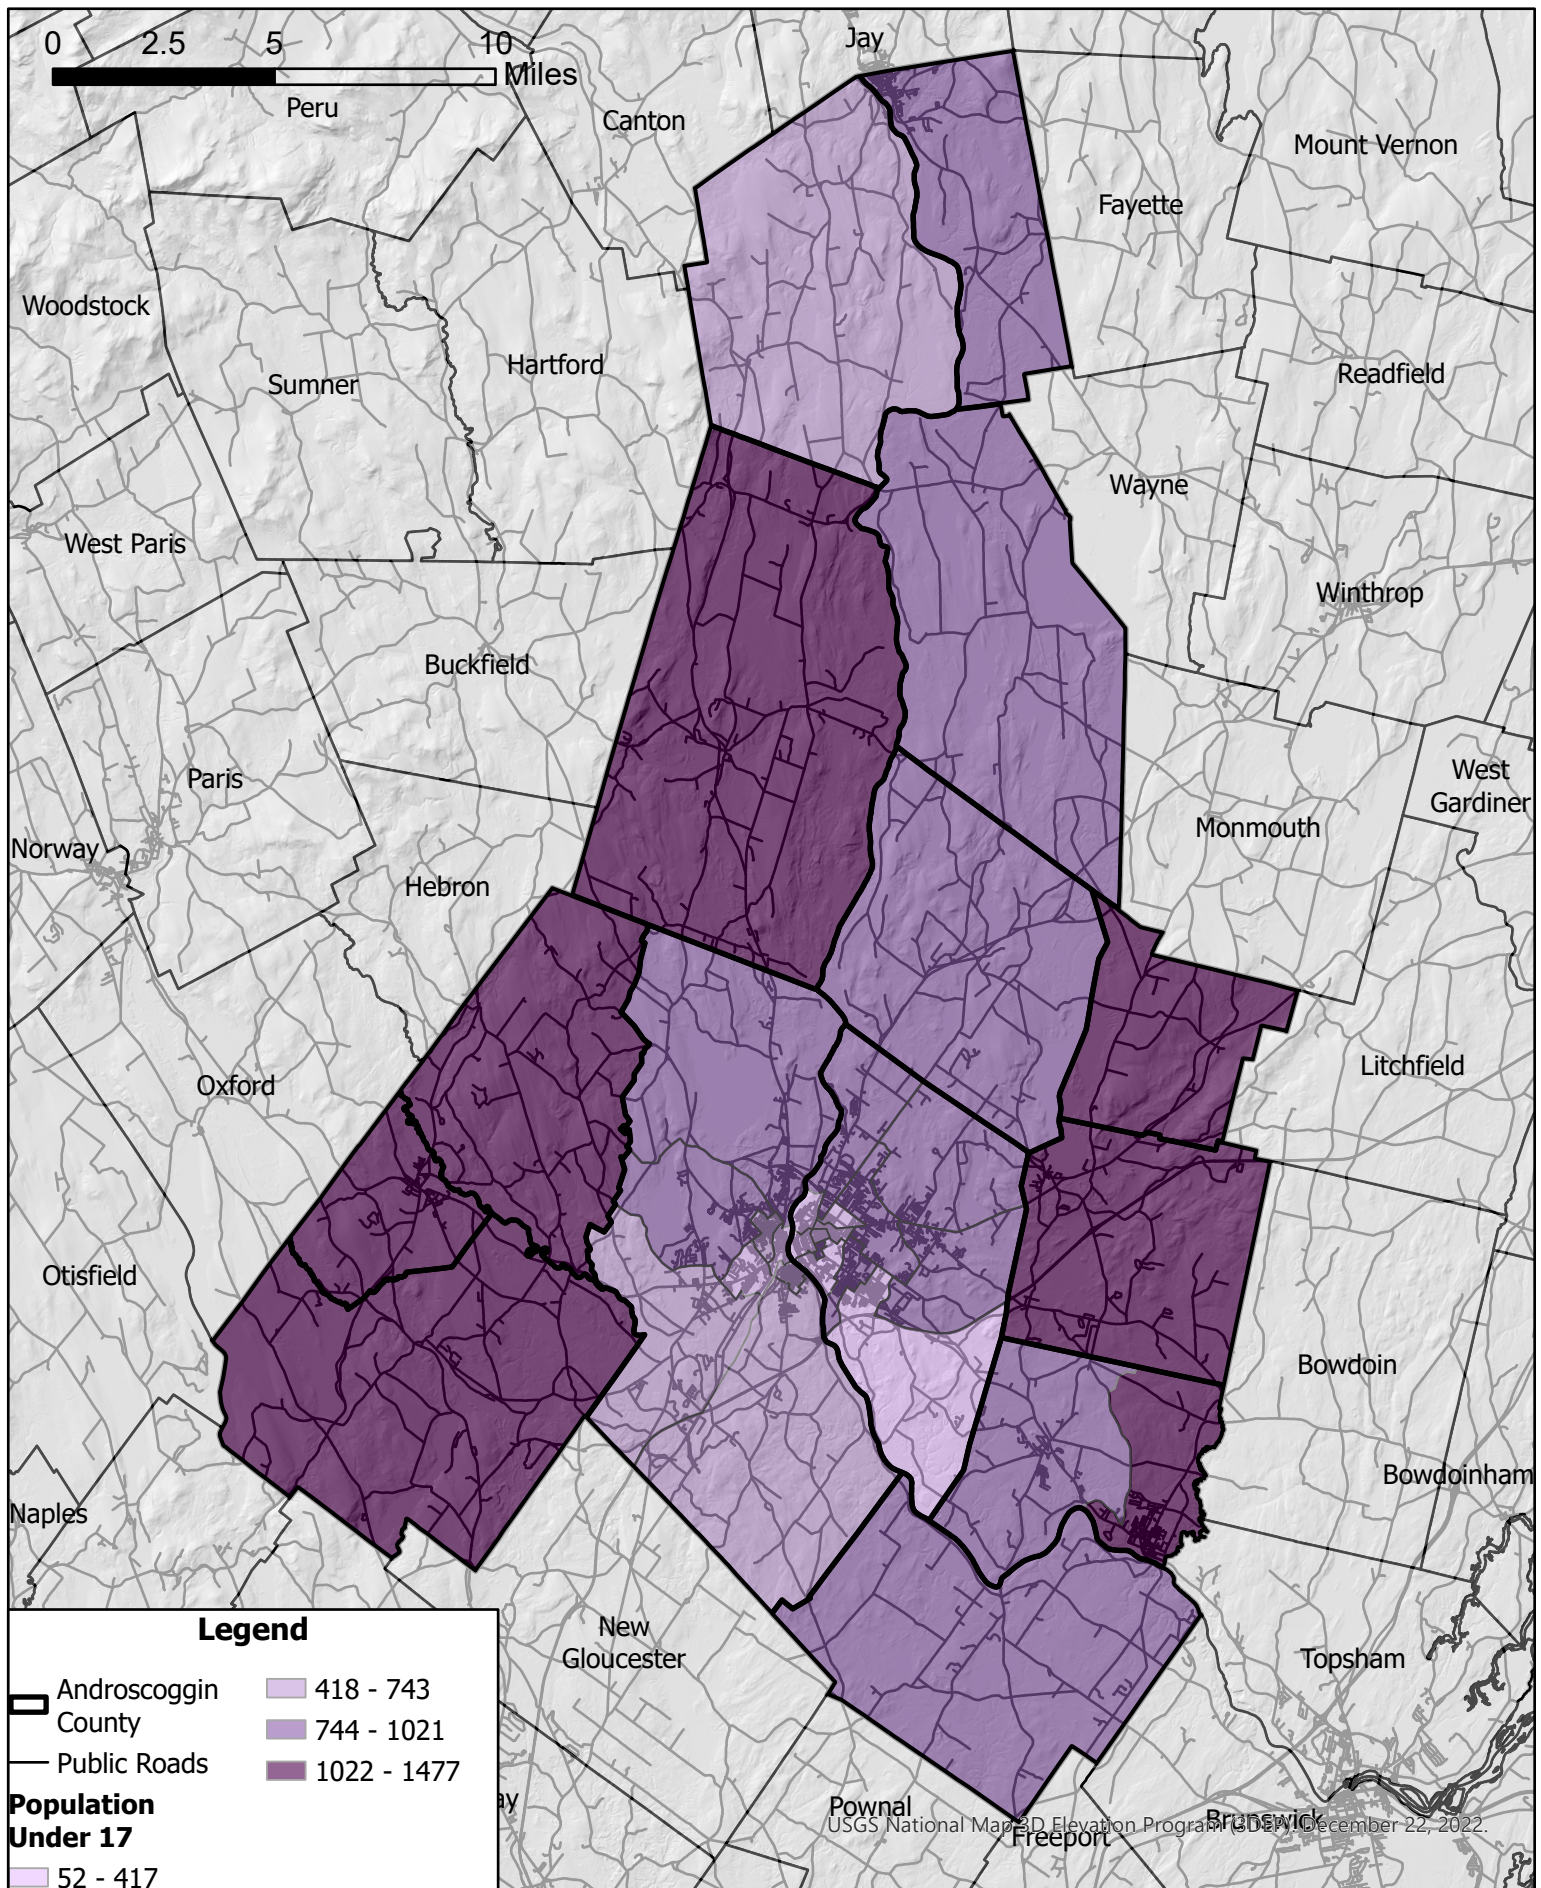 0 2.5 5 10
Miles
Jay
Peru
Canton
Mount Vernon
Fayette
Woodstock
Hartford
Sumner
Readfield
Wayne
West Paris
Winthrop
Buckfield
Paris
West
Gardiner
Monmouth
Norway
Hebron
Litchfield
Oxford
Otisfield
Bowdoin
Bowdoinham
Naples
New
Gloucester
Topsham
ay
Pownal
Brunswick
Freeport
USGS National Map 3D Elevation Program (3DEP). December 22, 2022.
Legend
Androscoggin
County
Public Roads
Population
Under 17
52 - 417
418 - 743
744 - 1021
1022 - 1477